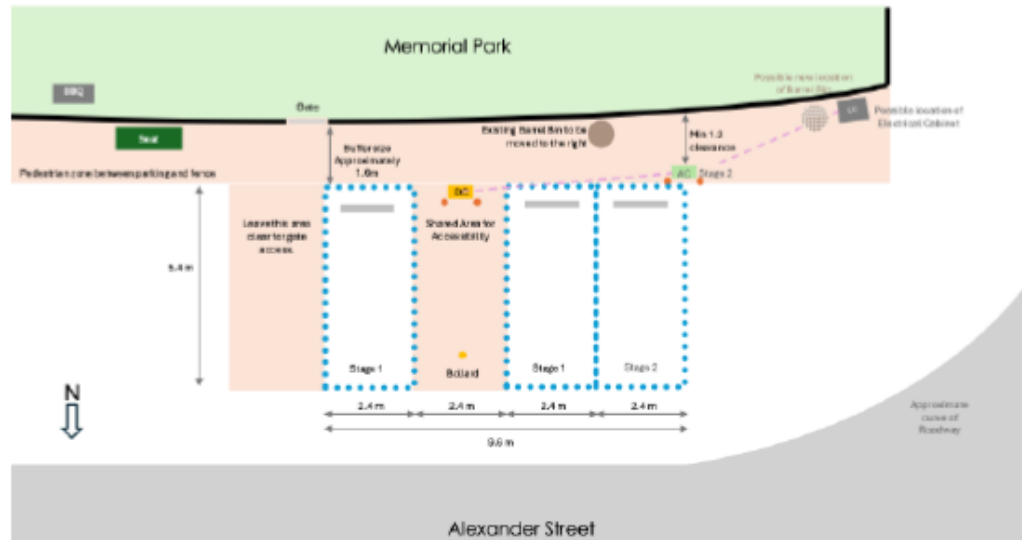 Memorial Park
BBQ
Seat
Gate
Possible new location
of Barrel Bin
Possible location of
Electrical Cabinet
Existing Barrel Bin to be
moved to the right
Min 1.2
clearance
Buffer size
Approximately
1.6m
Pedestrian zone between parking and fence
DC
AC
Stage 2
Leave this area
clear for gate
access.
Shared Area for
Accessibility
5.4 m
Stage 1
Bollard
Stage 1
Stage 2
N
2.4 m
2.4 m
2.4 m
2.4 m
9.6 m
Approximate
curve of
Roadway
Alexander Street